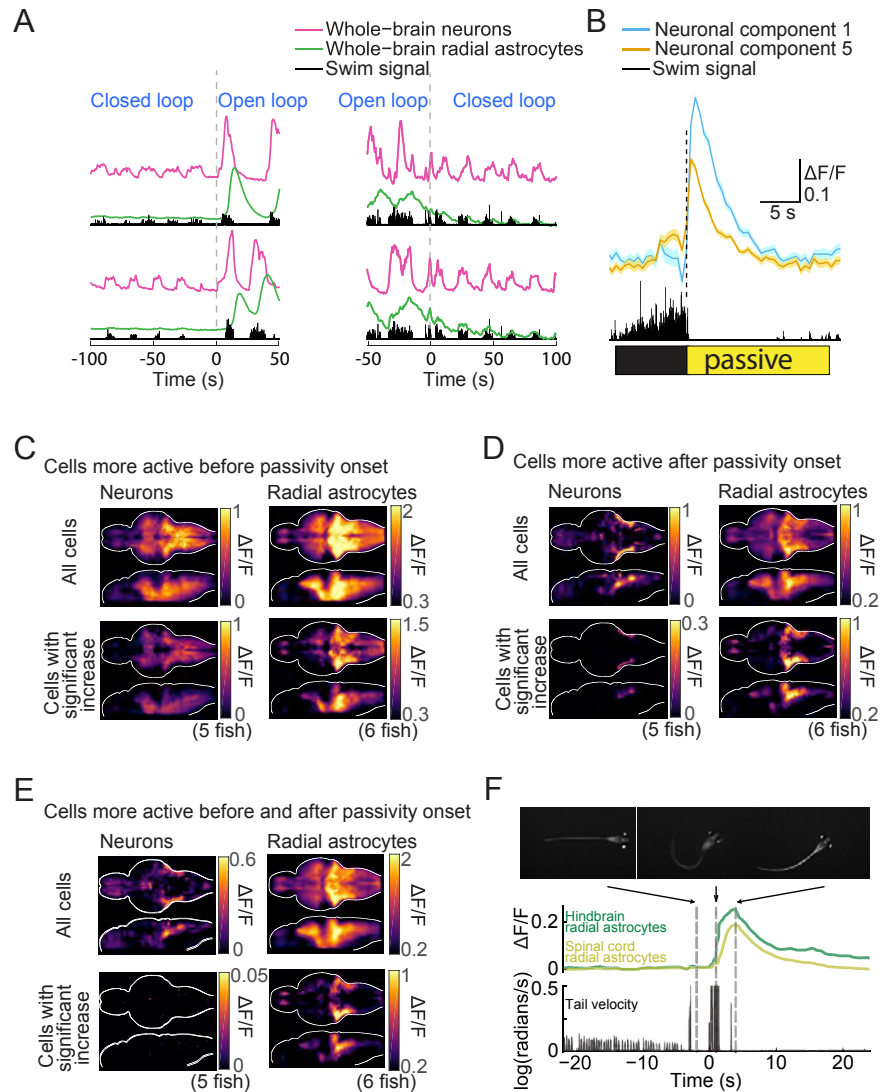 A
Whole−brain neurons
Whole−brain radial astrocytes
Swim signal
Closed loop
Open loop
Open loop
Closed loop
-100
-50
0
50
-50
0
50
100
Time (s)
Time (s)
B
Neuronal component 1
Neuronal component 5
Swim signal
ΔF/F
0.1
5 s
passive
C
Cells more active before passivity onset
Neurons
Radial astrocytes
All cells
1
ΔF/F
0
2
ΔF/F
0.3
Cells with
significant
increase
1
ΔF/F
0
1.5
ΔF/F
0.3
(5 fish)
(6 fish)
D
Cells more active after passivity onset
Neurons
Radial astrocytes
All cells
1
ΔF/F
0
1
ΔF/F
0.2
Cells with
significant
increase
0.3
ΔF/F
0
1
ΔF/F
0.2
(5 fish)
(6 fish)
E
Cells more active before and after passivity onset
Neurons
Radial astrocytes
All cells
0.6
ΔF/F
0
2
ΔF/F
0.2
Cells with
significant
increase
0.05
ΔF/F
0
1
ΔF/F
0.2
(5 fish)
(6 fish)
F
ΔF/F
0.2
0
Hindbrain
radial astrocytes
Spinal cord
radial astrocytes
log(radians/s)
0.5
0
Tail velocity
−20
−10
0
10
20
Time (s)